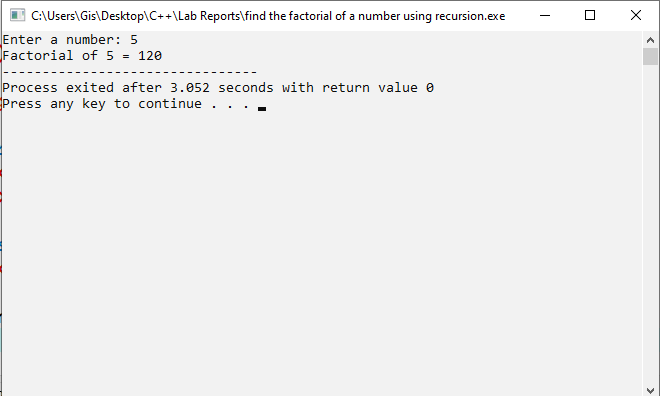 C:\Users\Gis\Desktop\C++\Lab Reports\find the factorial of a number using recursion.exe
Enter a number: 5
Factorial of 5 = 120
--------------------------------
Process exited after 3.052 seconds with return value 0
Press any key to continue . . .